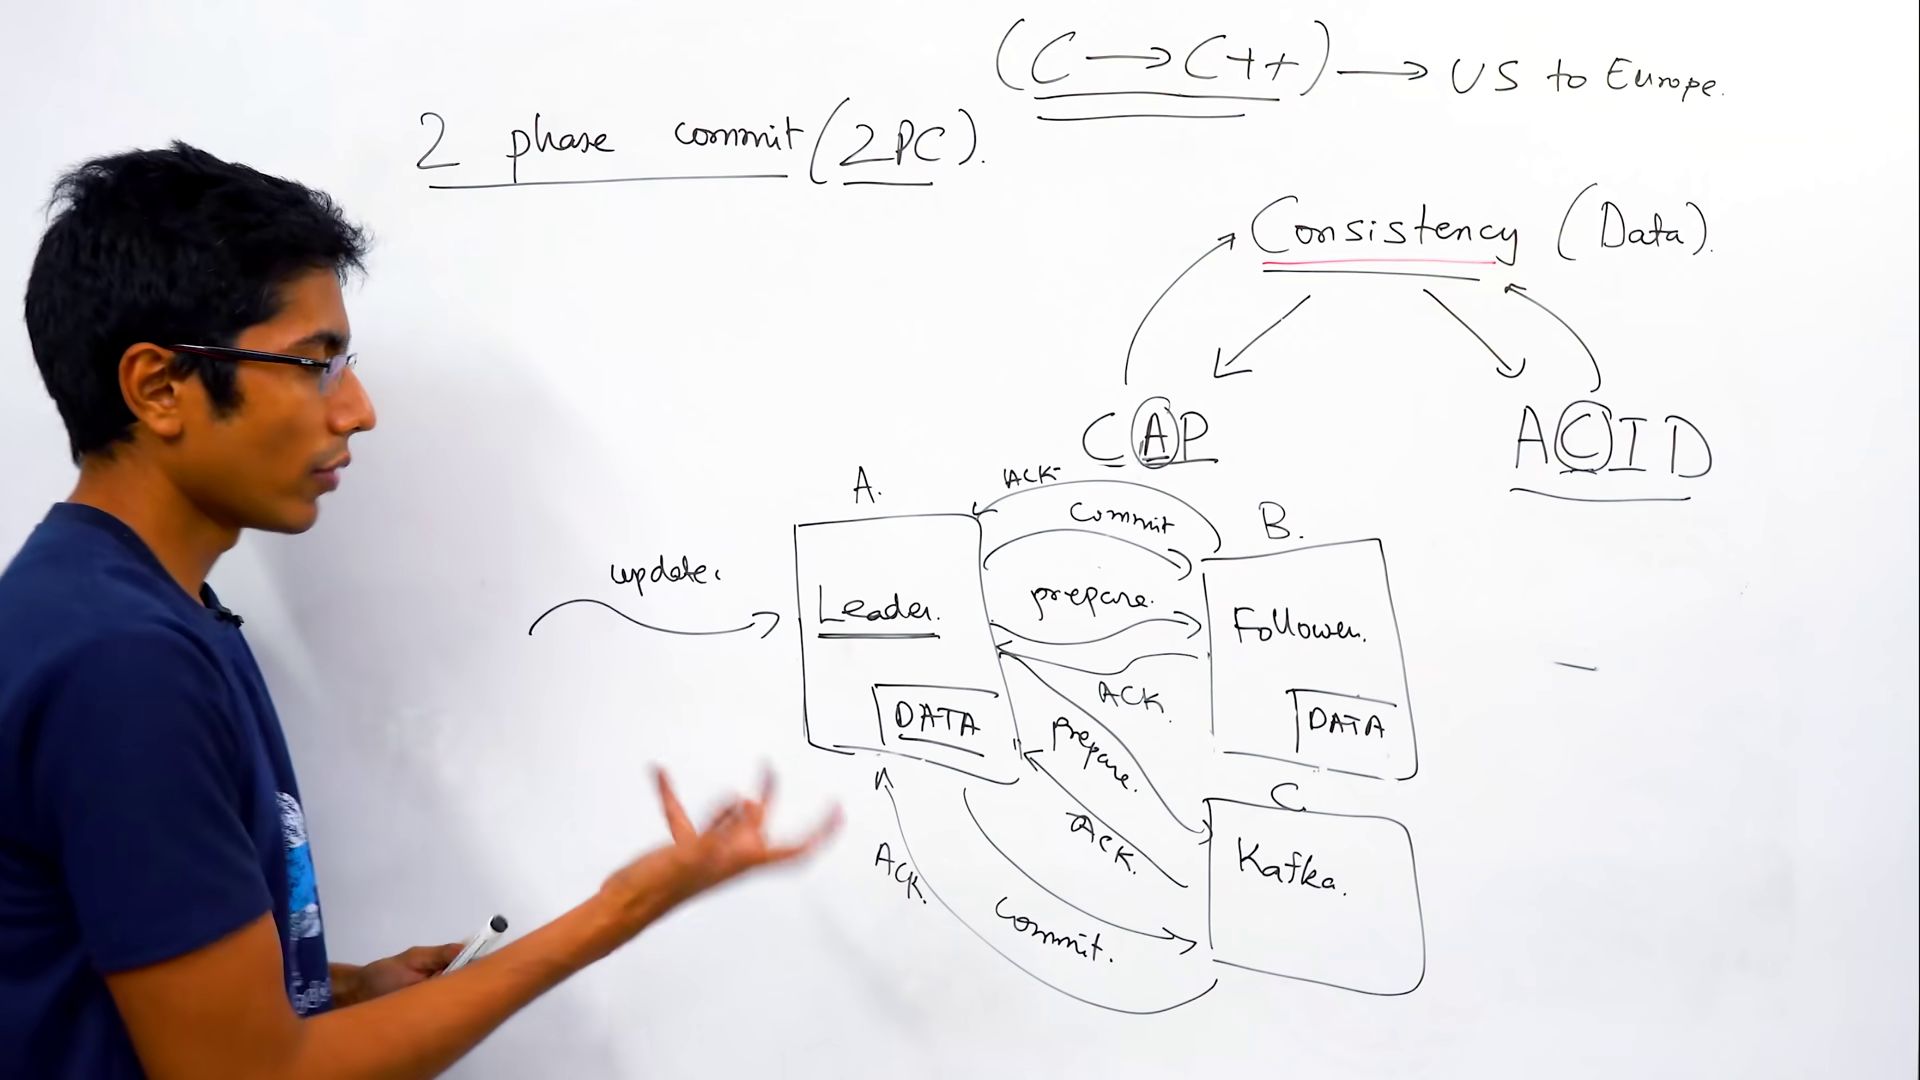 (C → C++) → US to Europe.
2 phase commit (2PC).
Consistency (Data).
CAP
ACID
A.
ACK
commit
B.
update.
Leader.
prepare.
Follower.
ACK.
DATA
DATA
prepare.
C
ACK.
Kafka.
ACK.
commit.